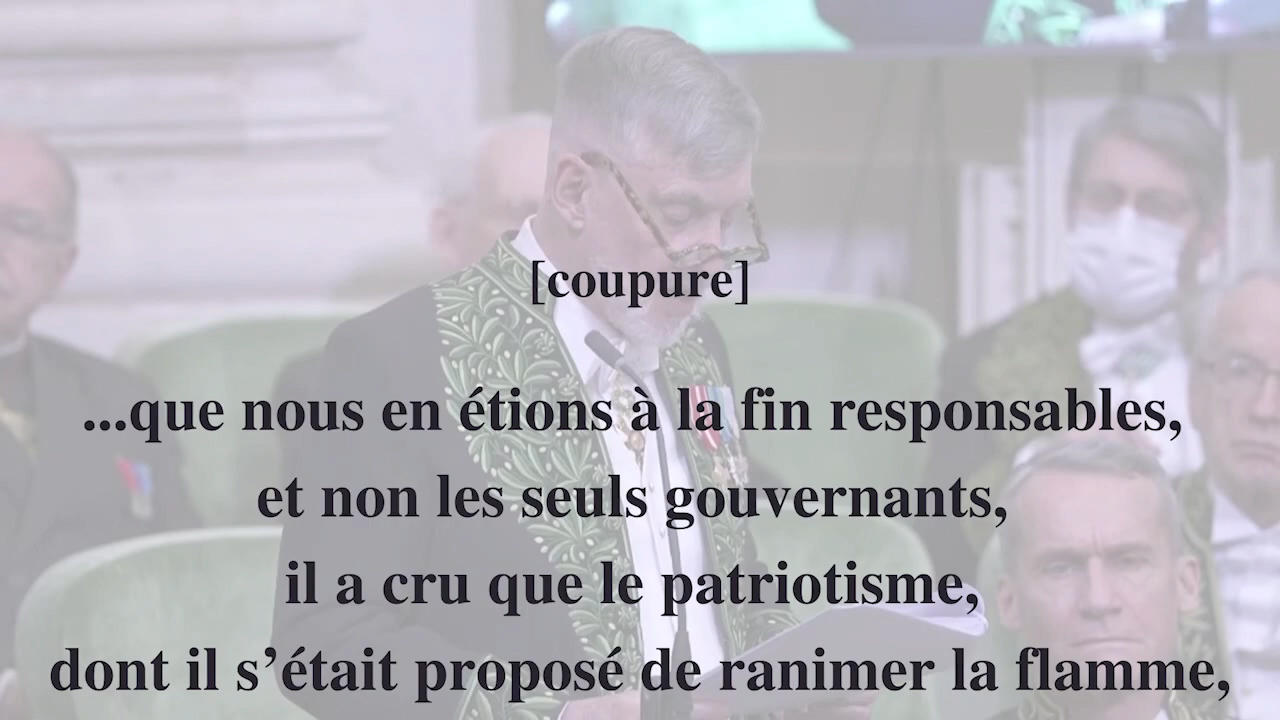 [coupure]
...que nous en étions à la fin responsables,
et non les seuls gouvernants,
il a cru que le patriotisme,
dont il s’était proposé de ranimer la flamme,